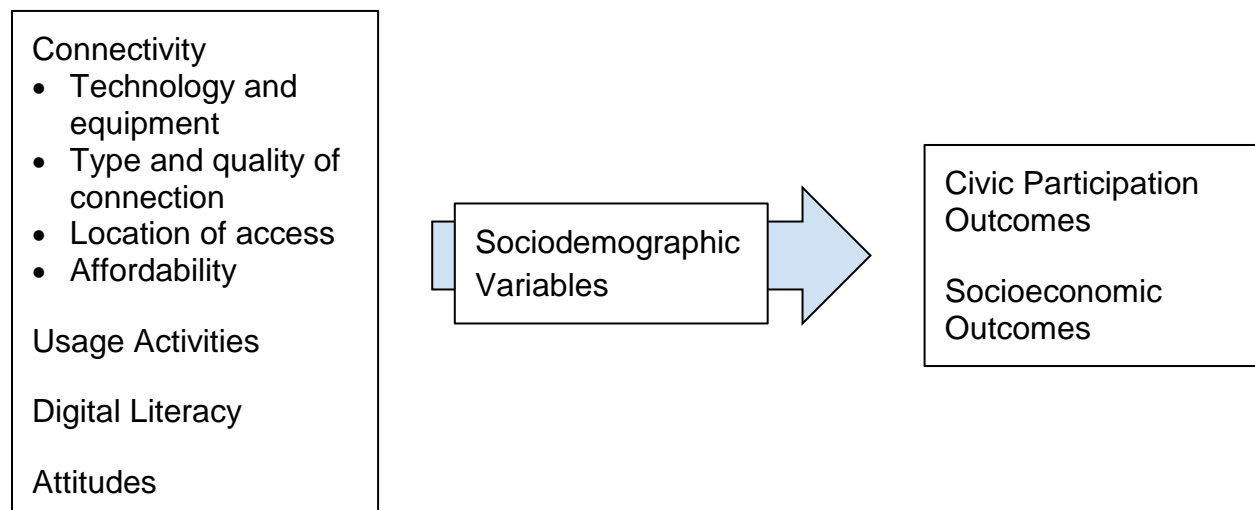 Connectivity
• Technology and
equipment
• Type and quality of
connection
• Location of access
• Affordability
Usage Activities
Digital Literacy
Attitudes
Sociodemographic
Variables
Civic Participation
Outcomes
Socioeconomic
Outcomes